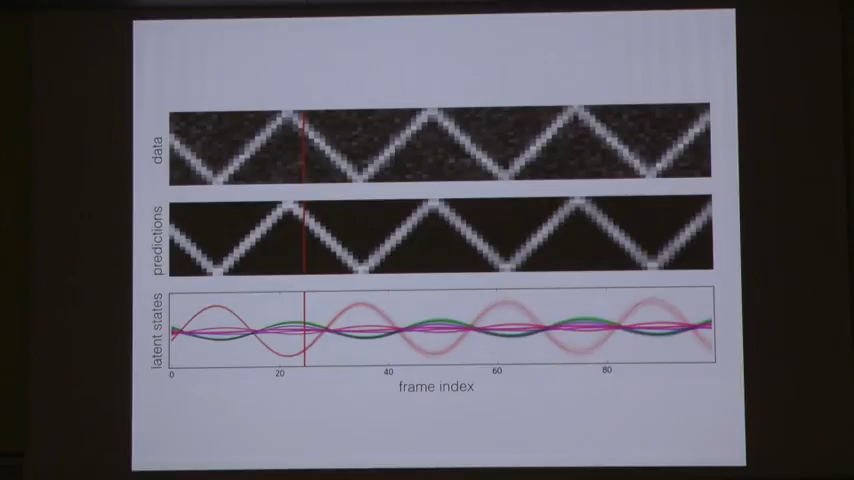 data
predictions
latent states
0
20
40
60
80
frame index